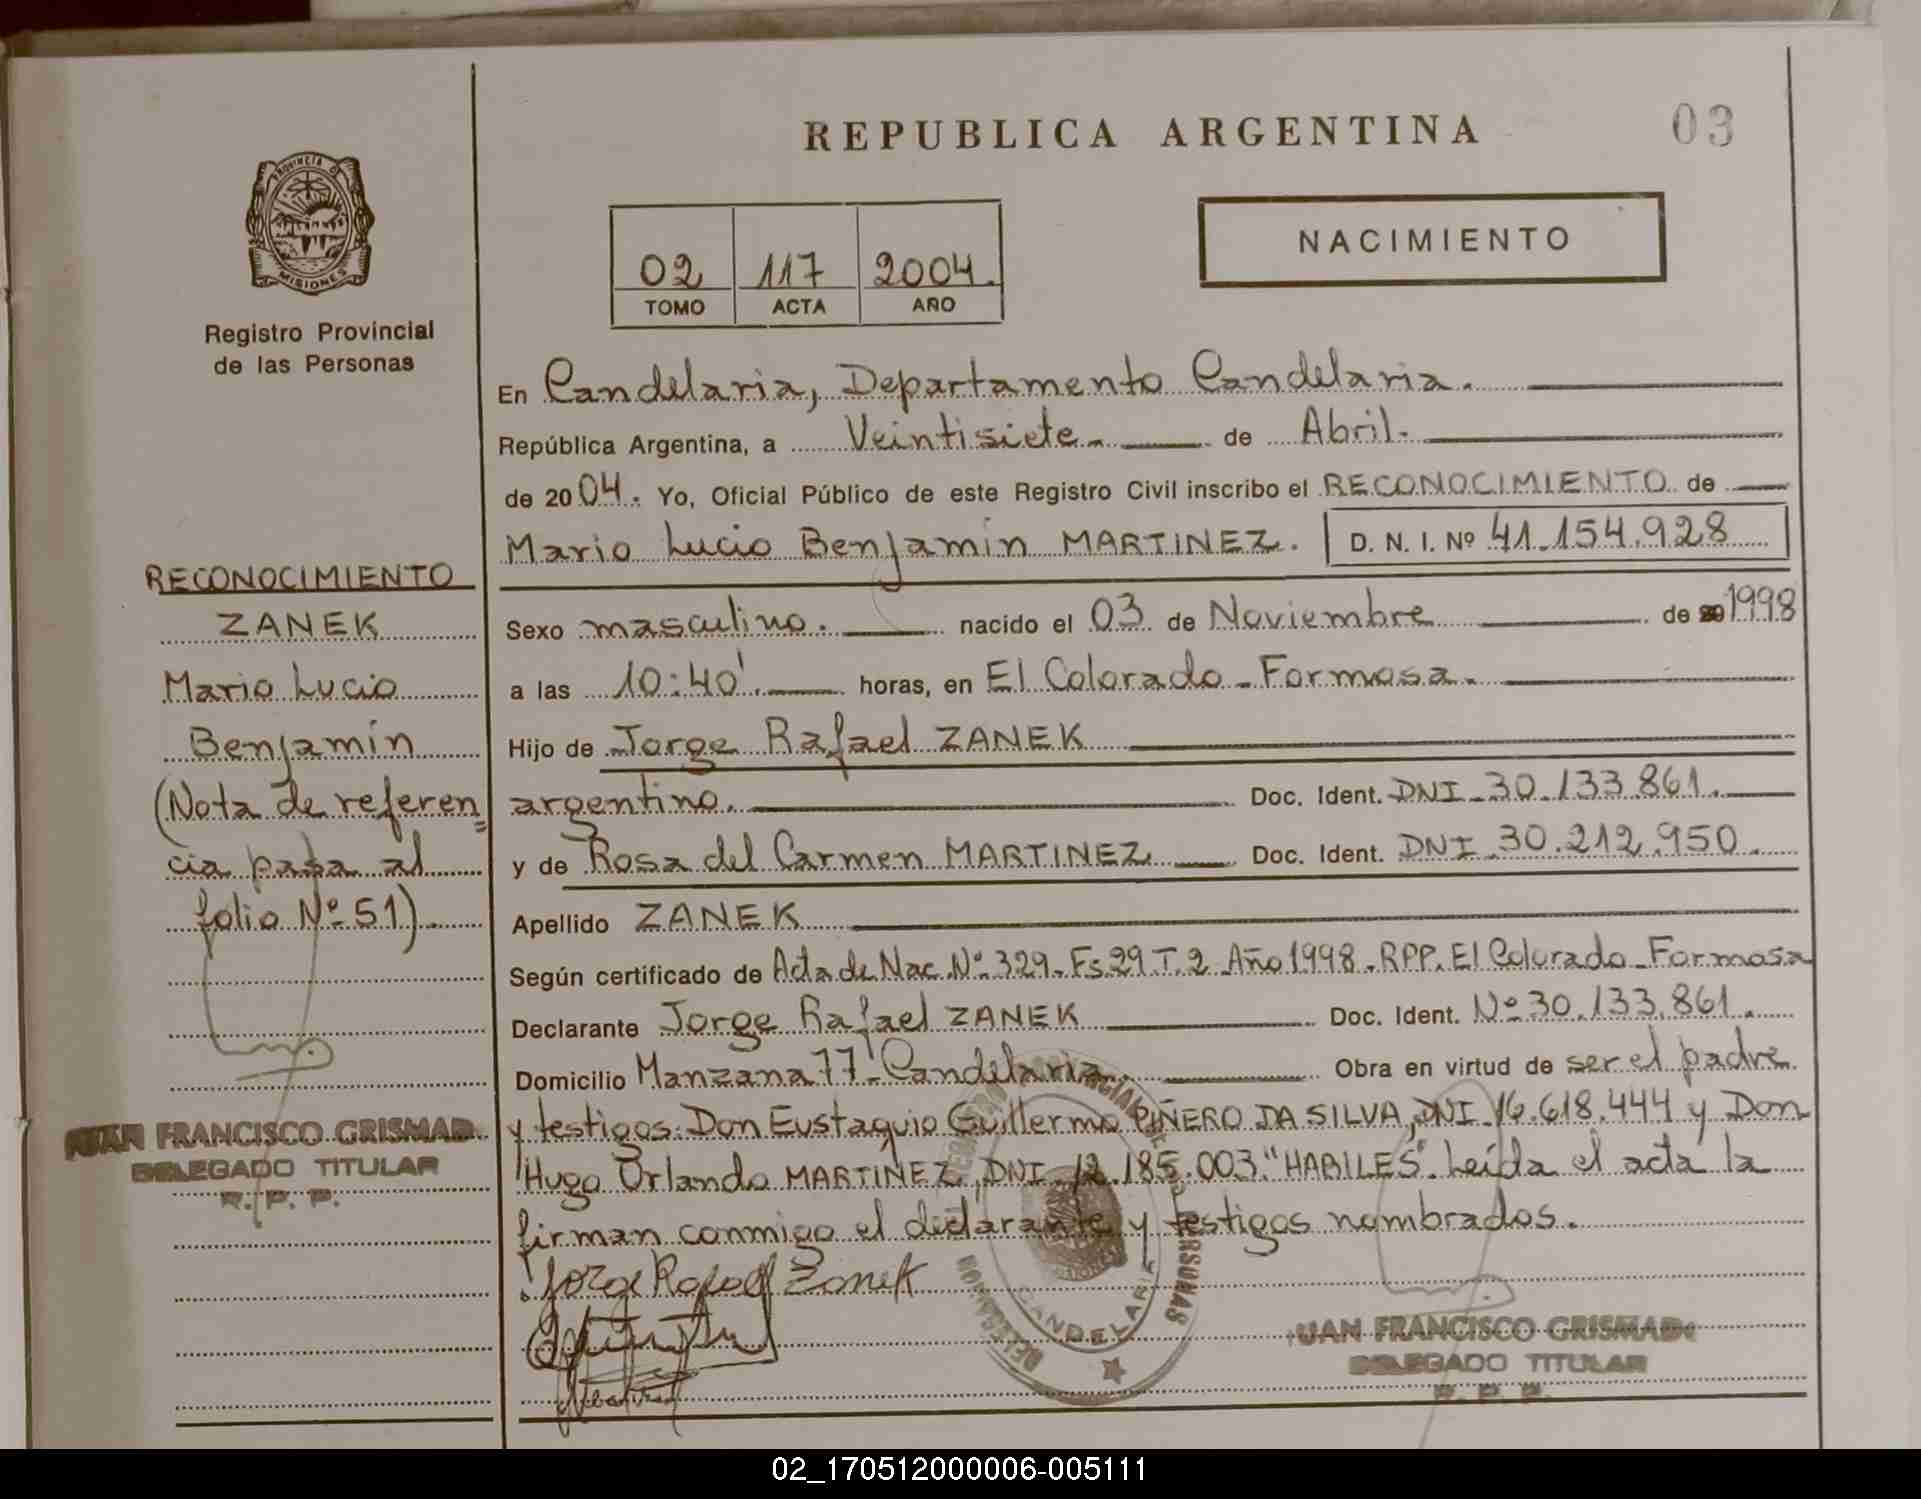 03
REPUBLICA ARGENTINA
NACIMIENTO
02 117 2004.
TOMO ACTA AÑO
PROVINCIA D
MISIONES
Registro Provincial
de las Personas
RECONOCIMIENTO
ZANEK
Mario Lucio
Benjamin
(Nota de referen=
cia pasa al
folio Nº 51).
JUAN FRANCISCO GRISMAD
DELEGADO TITULAR
R. P. P.
En Candelaria, Departamento Candelaria.
República Argentina, a Veintisiete. de Abril.
de 2004. Yo, Oficial Público de este Registro Civil inscribo el RECONOCIMIENTO de
Mario Lucio Benjamin MARTINEZ. D. N. I. Nº 41.154.928
Sexo masculino. nacido el 03 de Noviembre de 1998
a las 10:40'. horas, en El Colorado - Formosa.
Hijo de Jorge Rafael ZANEK
argentino. Doc. Ident. DNI. 30.133.861.
y de Rosa del Carmen MARTINEZ Doc. Ident. DNI. 30.212.950.
Apellido ZANEK
Según certificado de Acta de Nac. Nº 329. Fs. 29 T. 2 Año 1998. RPP. El Colorado - Formosa
Declarante Jorge Rafael ZANEK Doc. Ident. Nº 30.133.861.
Domicilio Manzana 77 - Candelaria. Obra en virtud de ser el padre
y testigos: Don Eustaquio Guillermo PIÑERO DA SILVA, DNI. 16.618.444 y Don
Hugo Orlando MARTINEZ, DNI. 12.185.003. "HABILES". Leída el acta la
firman conmigo el declarante y testigos nombrados.
Jorge Rafael Zanek
CANDELARIA
JUAN FRANCISCO GRISMADO
DELEGADO TITULAR
R. P. P.
02_170512000006-005111